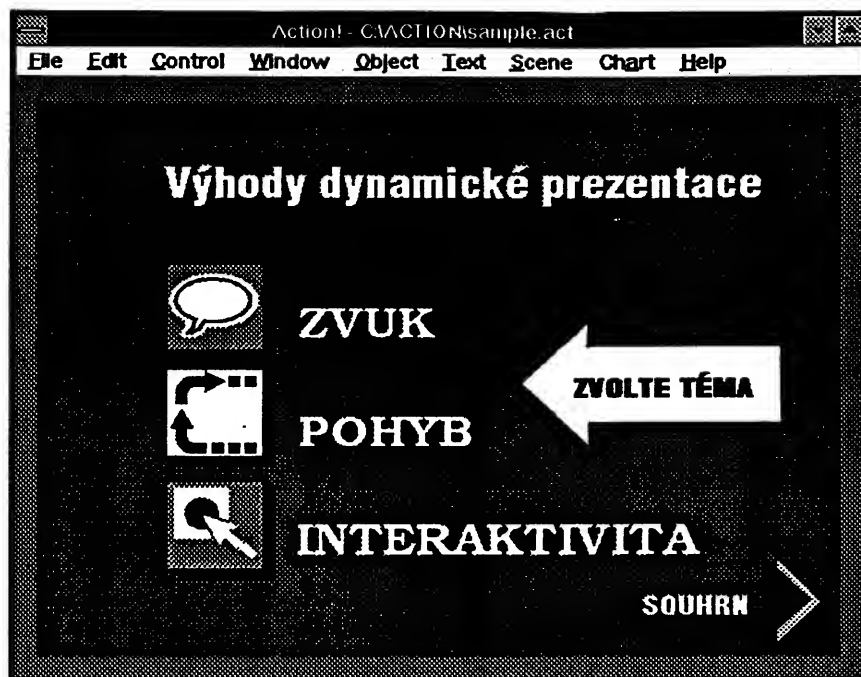 Action! - C:\ACTION\sample.act
File Edit Control Window Object Text Scene Chart Help
Výhody dynamické prezentace
ZVUK
ZVOLTE TÉMA
POHYB
INTERAKTIVITA
SOUHRN